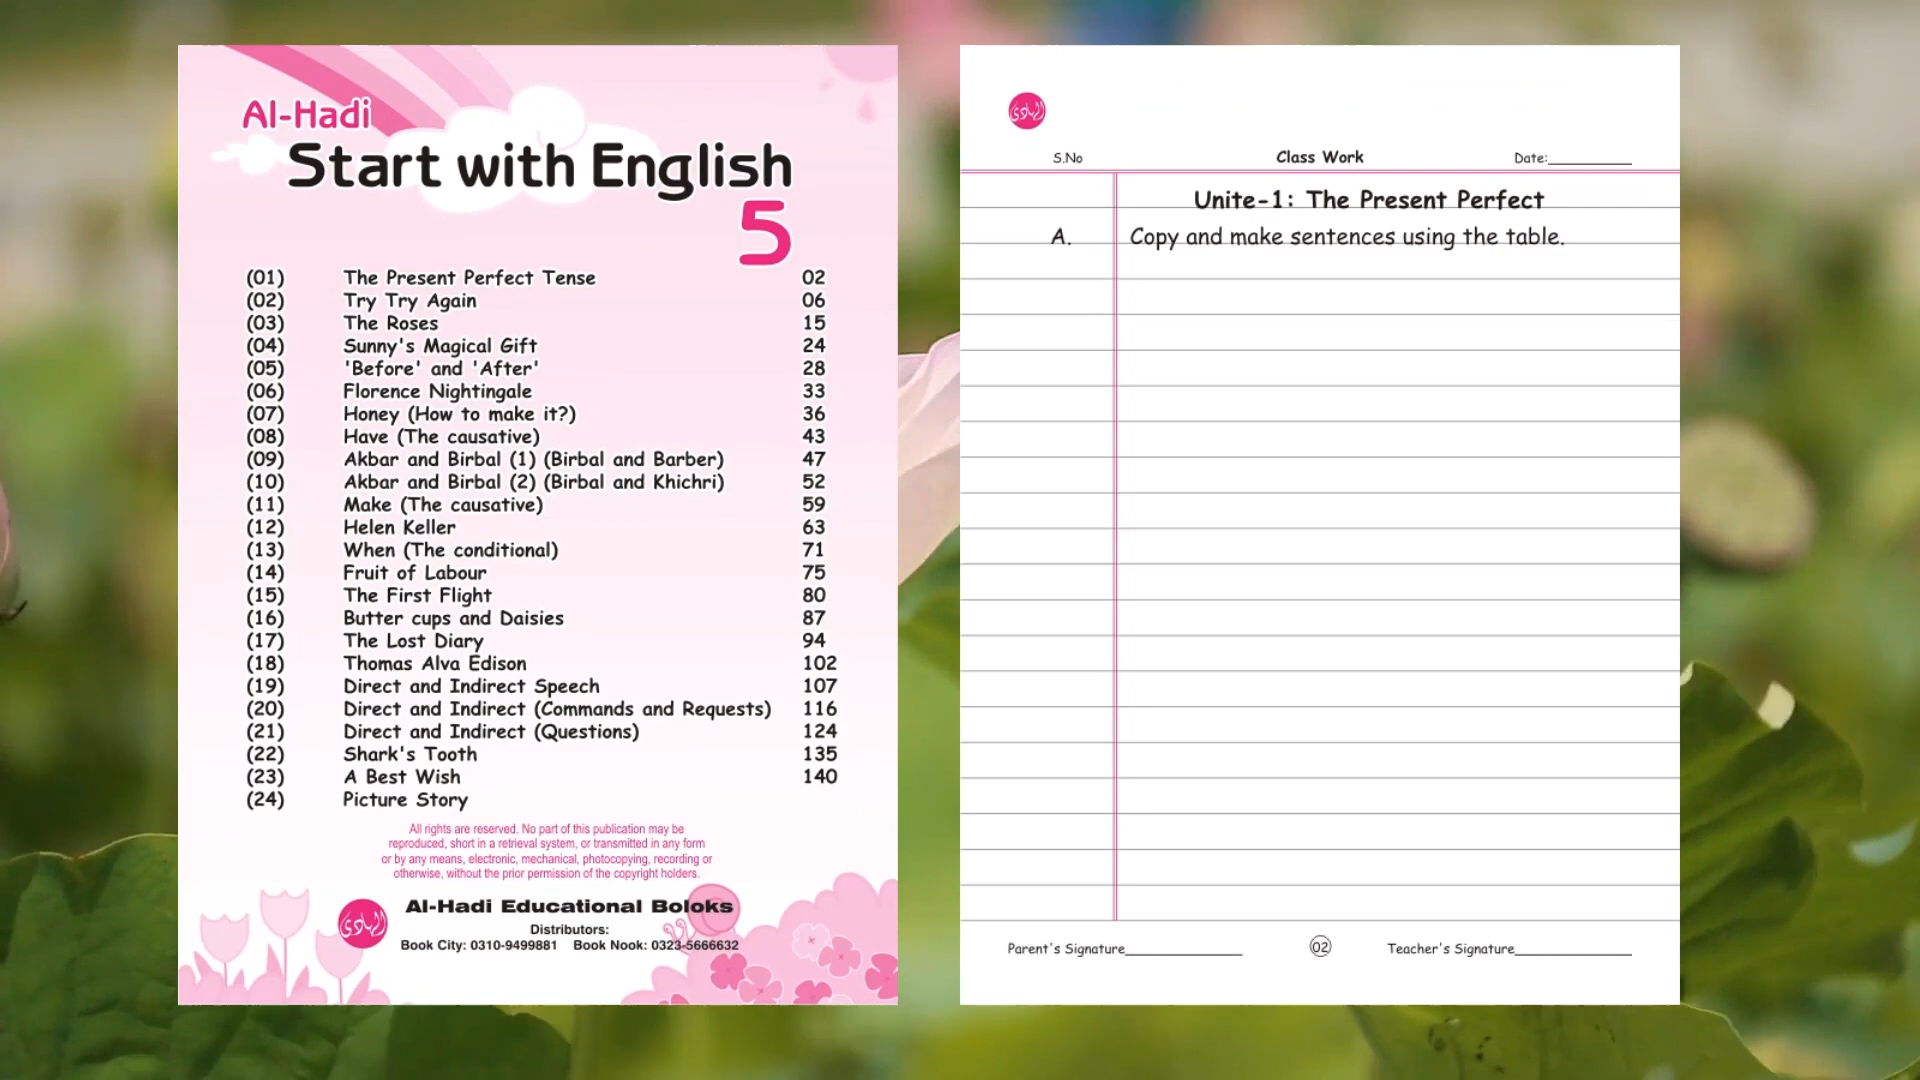 Al-Hadi
Start with English
5
(01) The Present Perfect Tense 02
(02) Try Try Again 06
(03) The Roses 15
(04) Sunny's Magical Gift 24
(05) 'Before' and 'After' 28
(06) Florence Nightingale 33
(07) Honey (How to make it?) 36
(08) Have (The causative) 43
(09) Akbar and Birbal (1) (Birbal and Barber) 47
(10) Akbar and Birbal (2) (Birbal and Khichri) 52
(11) Make (The causative) 59
(12) Helen Keller 63
(13) When (The conditional) 71
(14) Fruit of Labour 75
(15) The First Flight 80
(16) Butter cups and Daisies 87
(17) The Lost Diary 94
(18) Thomas Alva Edison 102
(19) Direct and Indirect Speech 107
(20) Direct and Indirect (Commands and Requests) 116
(21) Direct and Indirect (Questions) 124
(22) Shark's Tooth 135
(23) A Best Wish 140
(24) Picture Story
All rights are reserved. No part of this publication may be
reproduced, short in a retrieval system, or transmitted in any form
or by any means, electronic, mechanical, photocopying, recording or
otherwise, without the prior permission of the copyright holders.
الہادی
Al-Hadi Educational Boloks
Distributors:
Book City: 0310-9499881 Book Nook: 0323-5666632
الہادی
S.No Class Work Date:__________
Unite-1: The Present Perfect
A. Copy and make sentences using the table.
Parent's Signature______________ 02 Teacher's Signature______________